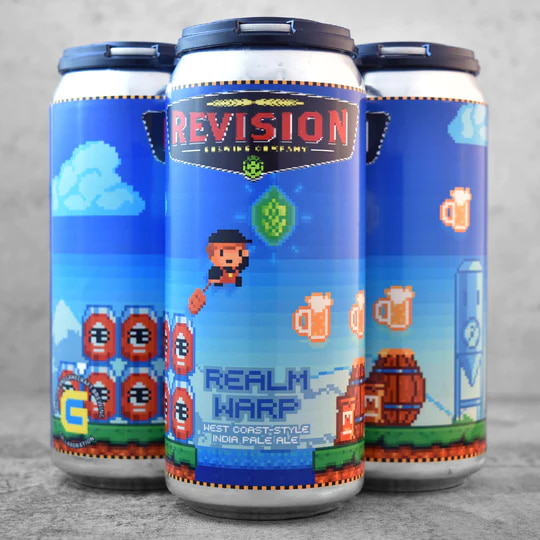 REVISION
BREWING COMPANY
REALM
WARP
WEST COAST-STYLE
INDIA PALE ALE
G